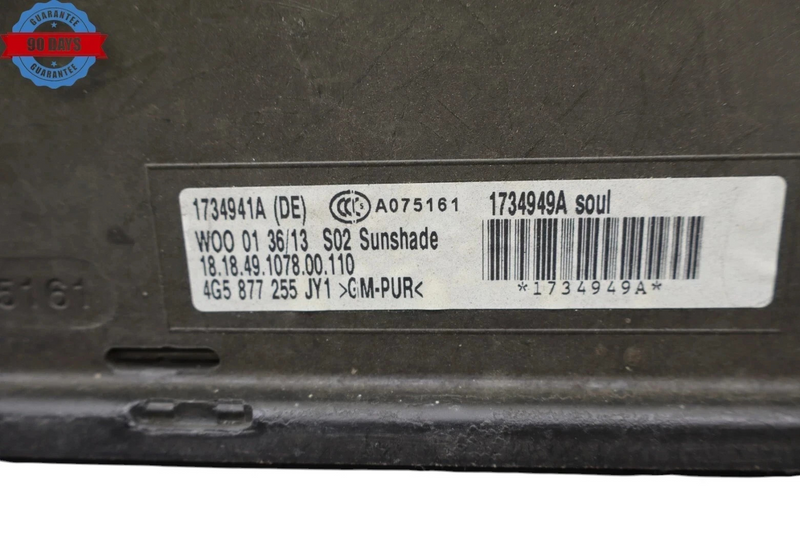 GUARANTEE
90 DAYS
GUARANTEE
1734941A (DE) A075161 1734949A soul
WOO 01 36/13 S02 Sunshade
18.18.49.1078.00.110
4G5 877 255 JY1 >GM-PUR<
*1734949A*
5161